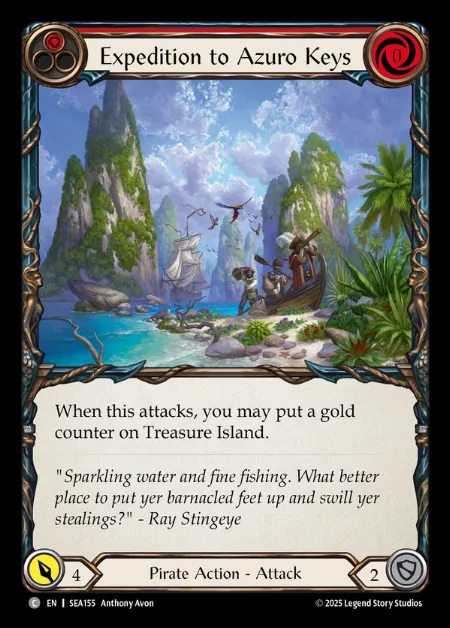 Expedition to Azuro Keys
0
When this attacks, you may put a gold
counter on Treasure Island.
"Sparkling water and fine fishing. What better
place to put yer barnacled feet up and swill yer
stealings?" - Ray Stingeye
4
Pirate Action - Attack
2
C EN | SEA155 Anthony Avon
© 2025 Legend Story Studios